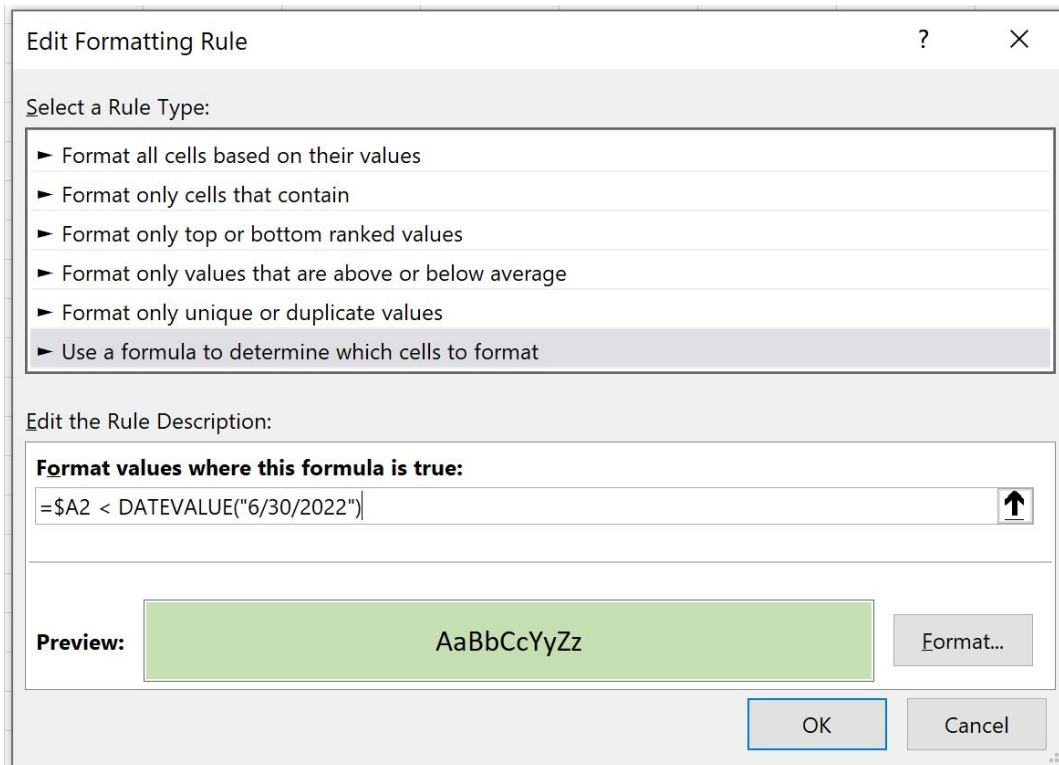 Edit Formatting Rule ? ×
Select a Rule Type:
► Format all cells based on their values
► Format only cells that contain
► Format only top or bottom ranked values
► Format only values that are above or below average
► Format only unique or duplicate values
► Use a formula to determine which cells to format
Edit the Rule Description:
Format values where this formula is true:
=$A2 < DATEVALUE("6/30/2022")
Preview: AaBbCcYyZz Format...
OK Cancel